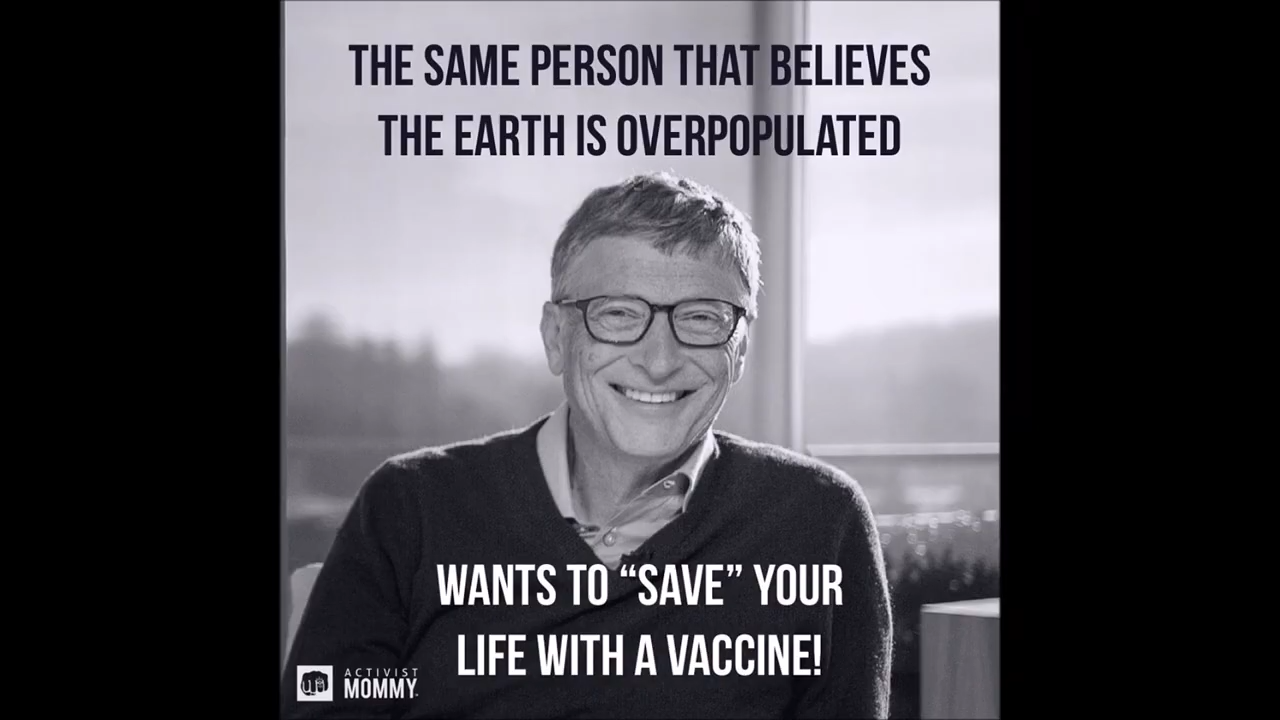 THE SAME PERSON THAT BELIEVES
THE EARTH IS OVERPOPULATED
WANTS TO “SAVE” YOUR
LIFE WITH A VACCINE!
ACTIVIST
MOMMY